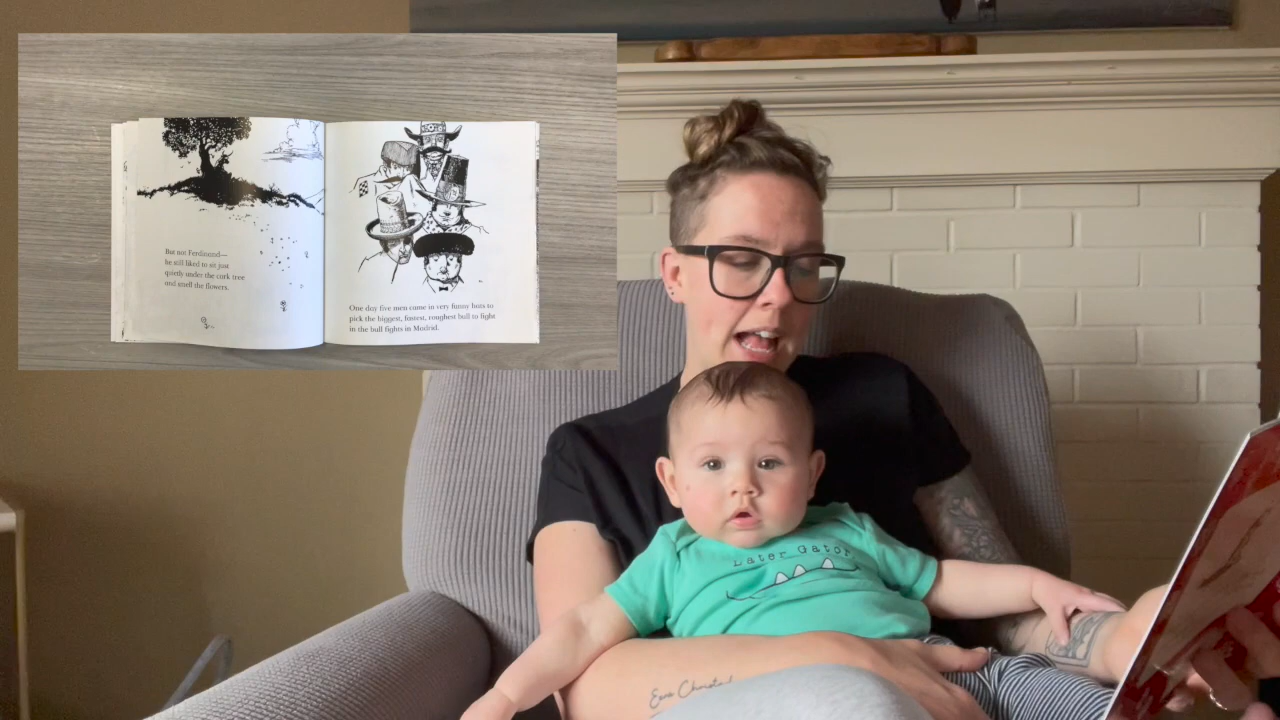 But not Ferdinand—
he still liked to sit just
quietly under the cork tree
and smell the flowers.
One day five men came in very funny hats to
pick the biggest, fastest, roughest bull to fight
in the bull fights in Madrid.
Later Gator